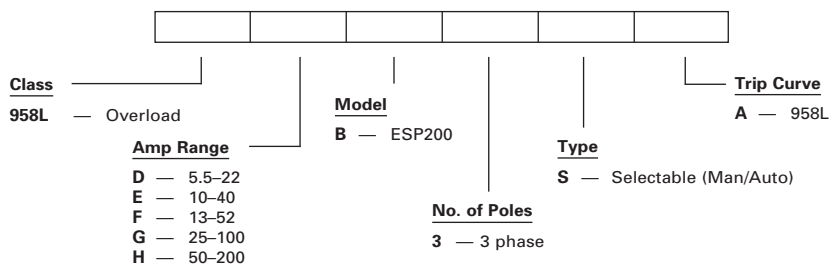 Class
958L — Overload
Amp Range
D — 5.5–22
E — 10–40
F — 13–52
G — 25–100
H — 50–200
Model
B — ESP200
No. of Poles
3 — 3 phase
Type
S — Selectable (Man/Auto)
Trip Curve
A — 958L